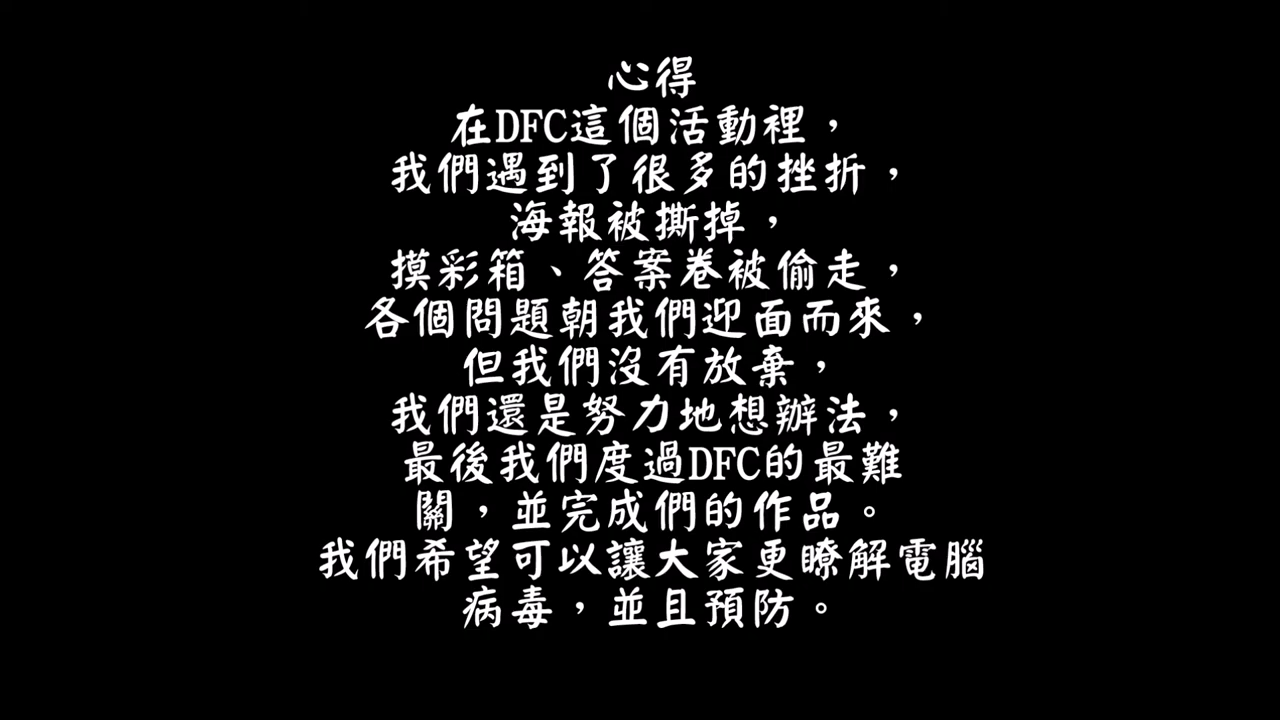 心得
在DFC這個活動裡，
我們遇到了很多的挫折，
海報被撕掉，
摸彩箱、答案卷被偷走，
各個問題朝我們迎面而來，
但我們沒有放棄，
我們還是努力地想辦法，
最後我們度過DFC的最難
關，並完成們的作品。
我們希望可以讓大家更瞭解電腦
病毒，並且預防。